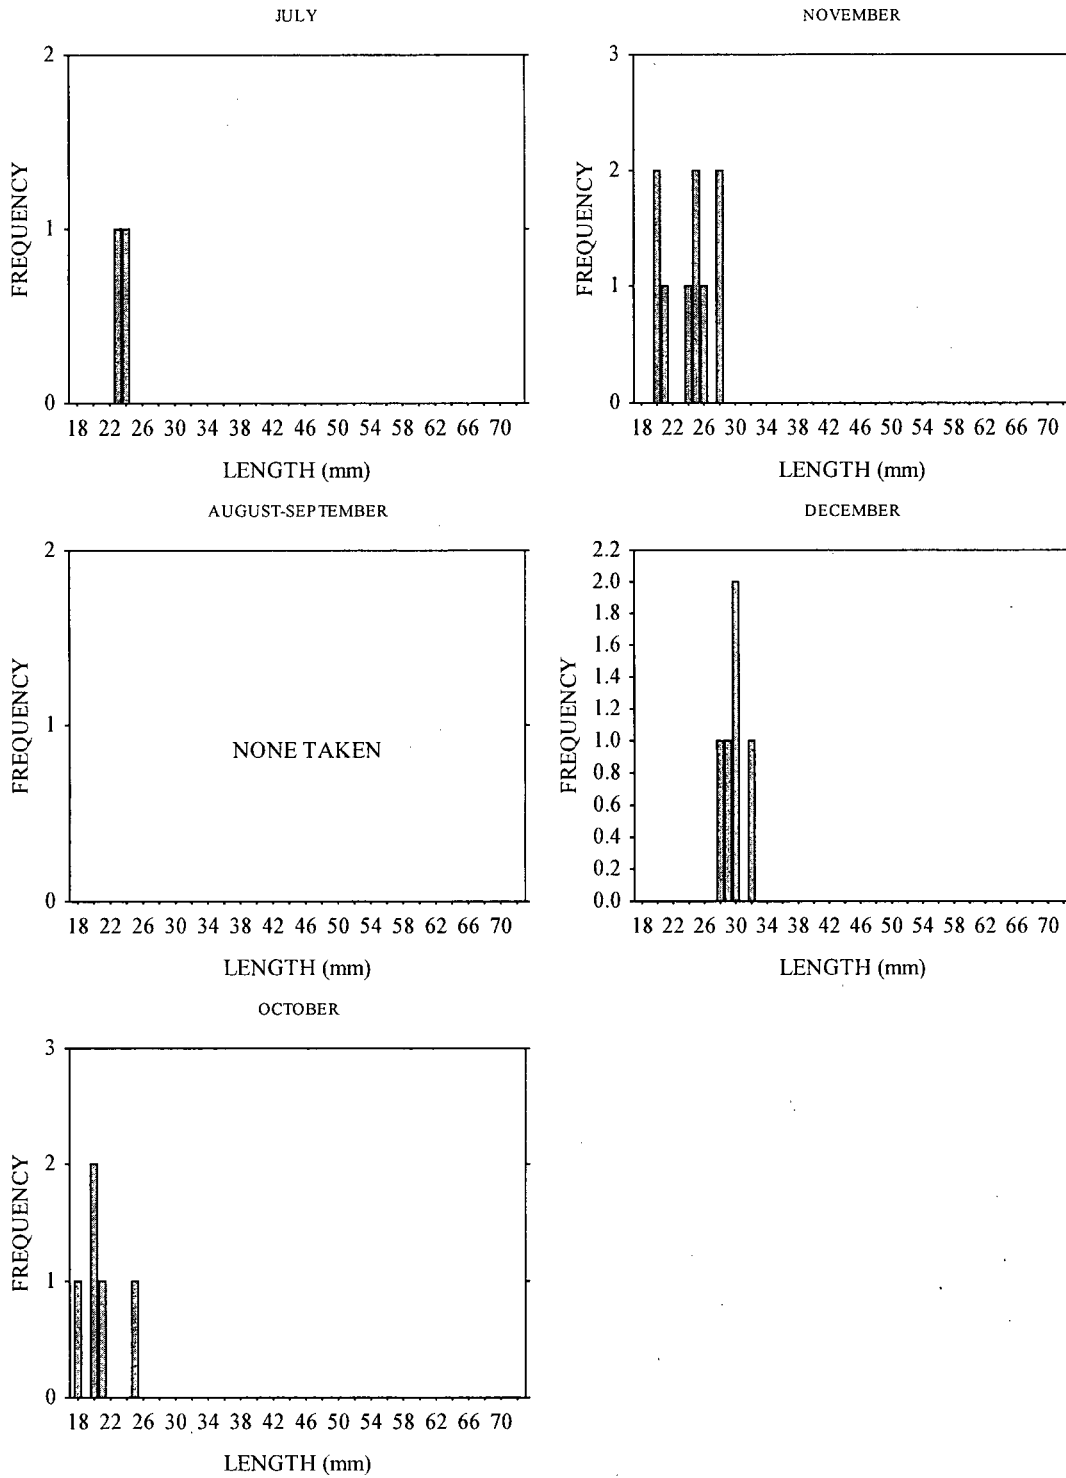 JULY
2
1
0
FREQUENCY
18 22 26 30 34 38 42 46 50 54 58 62 66 70
LENGTH (mm)
AUGUST-SEPTEMBER
2
1
0
FREQUENCY
NONE TAKEN
18 22 26 30 34 38 42 46 50 54 58 62 66 70
LENGTH (mm)
OCTOBER
3
2
1
0
FREQUENCY
18 22 26 30 34 38 42 46 50 54 58 62 66 70
LENGTH (mm)
NOVEMBER
3
2
1
0
FREQUENCY
18 22 26 30 34 38 42 46 50 54 58 62 66 70
LENGTH (mm)
DECEMBER
2.2
2.0
1.8
1.6
1.4
1.2
1.0
0.8
0.6
0.4
0.2
0.0
FREQUENCY
18 22 26 30 34 38 42 46 50 54 58 62 66 70
LENGTH (mm)